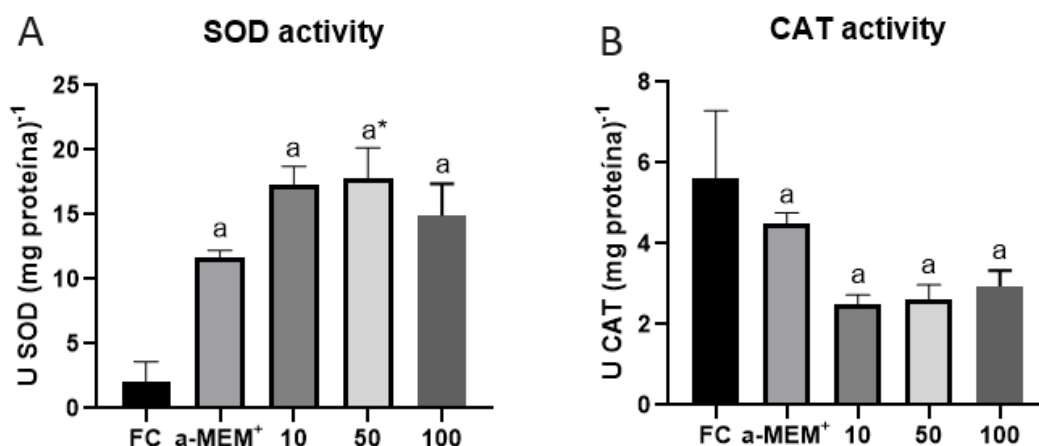 A
SOD activity
U SOD (mg proteína)-1
25
20
15
10
5
0
a
a
a*
a
FC a-MEM+ 10 50 100
B
CAT activity
U CAT (mg proteína)-1
8
6
4
2
0
a
a
a
a
FC a-MEM+ 10 50 100